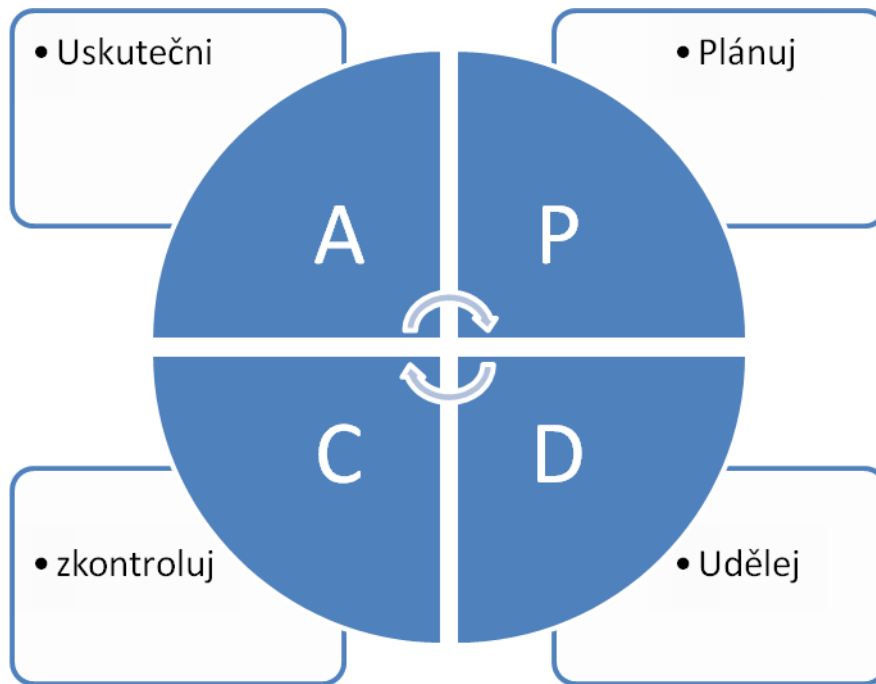 • Uskutečni
• Plánuj
A
P
C
D
• zkontroluj
• Udělej